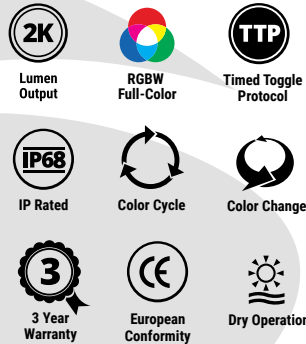 2K
TTP
Lumen
Output
RGBW
Full-Color
Timed Toggle
Protocol
IP68
IP Rated
Color Cycle
Color Change
3
CE
3 Year
Warranty
European
Conformity
Dry Operation